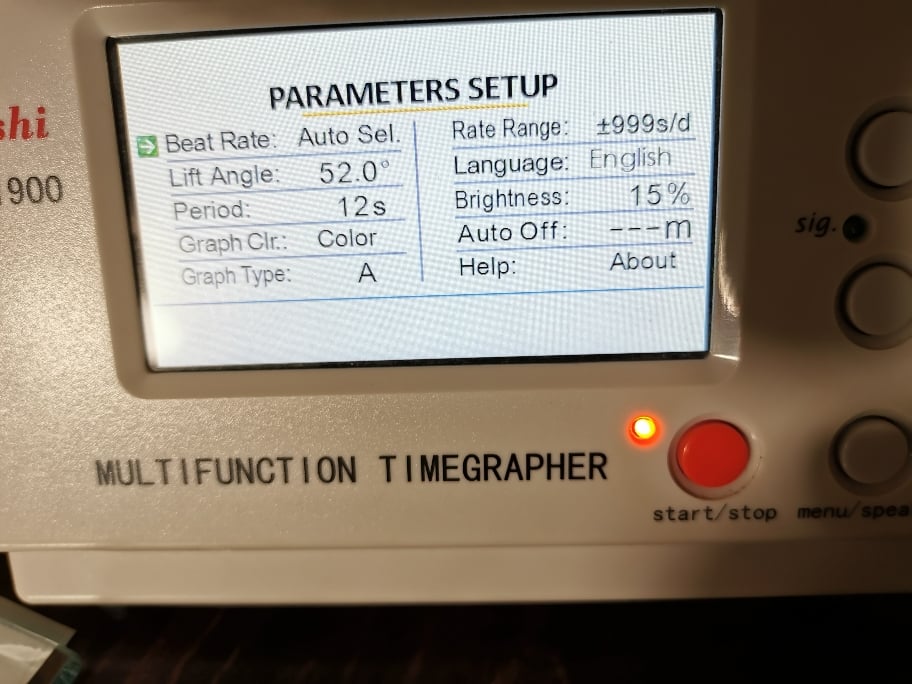 PARAMETERS SETUP
Beat Rate: Auto Sel.
Lift Angle: 52.0°
Period: 12s
Graph Clr.: Color
Graph Type: A
Rate Range: ±999s/d
Language: English
Brightness: 15%
Auto Off: ---m
Help: About
shi
1900
sig.
MULTIFUNCTION TIMEGRAPHER
start/stop
menu/spea